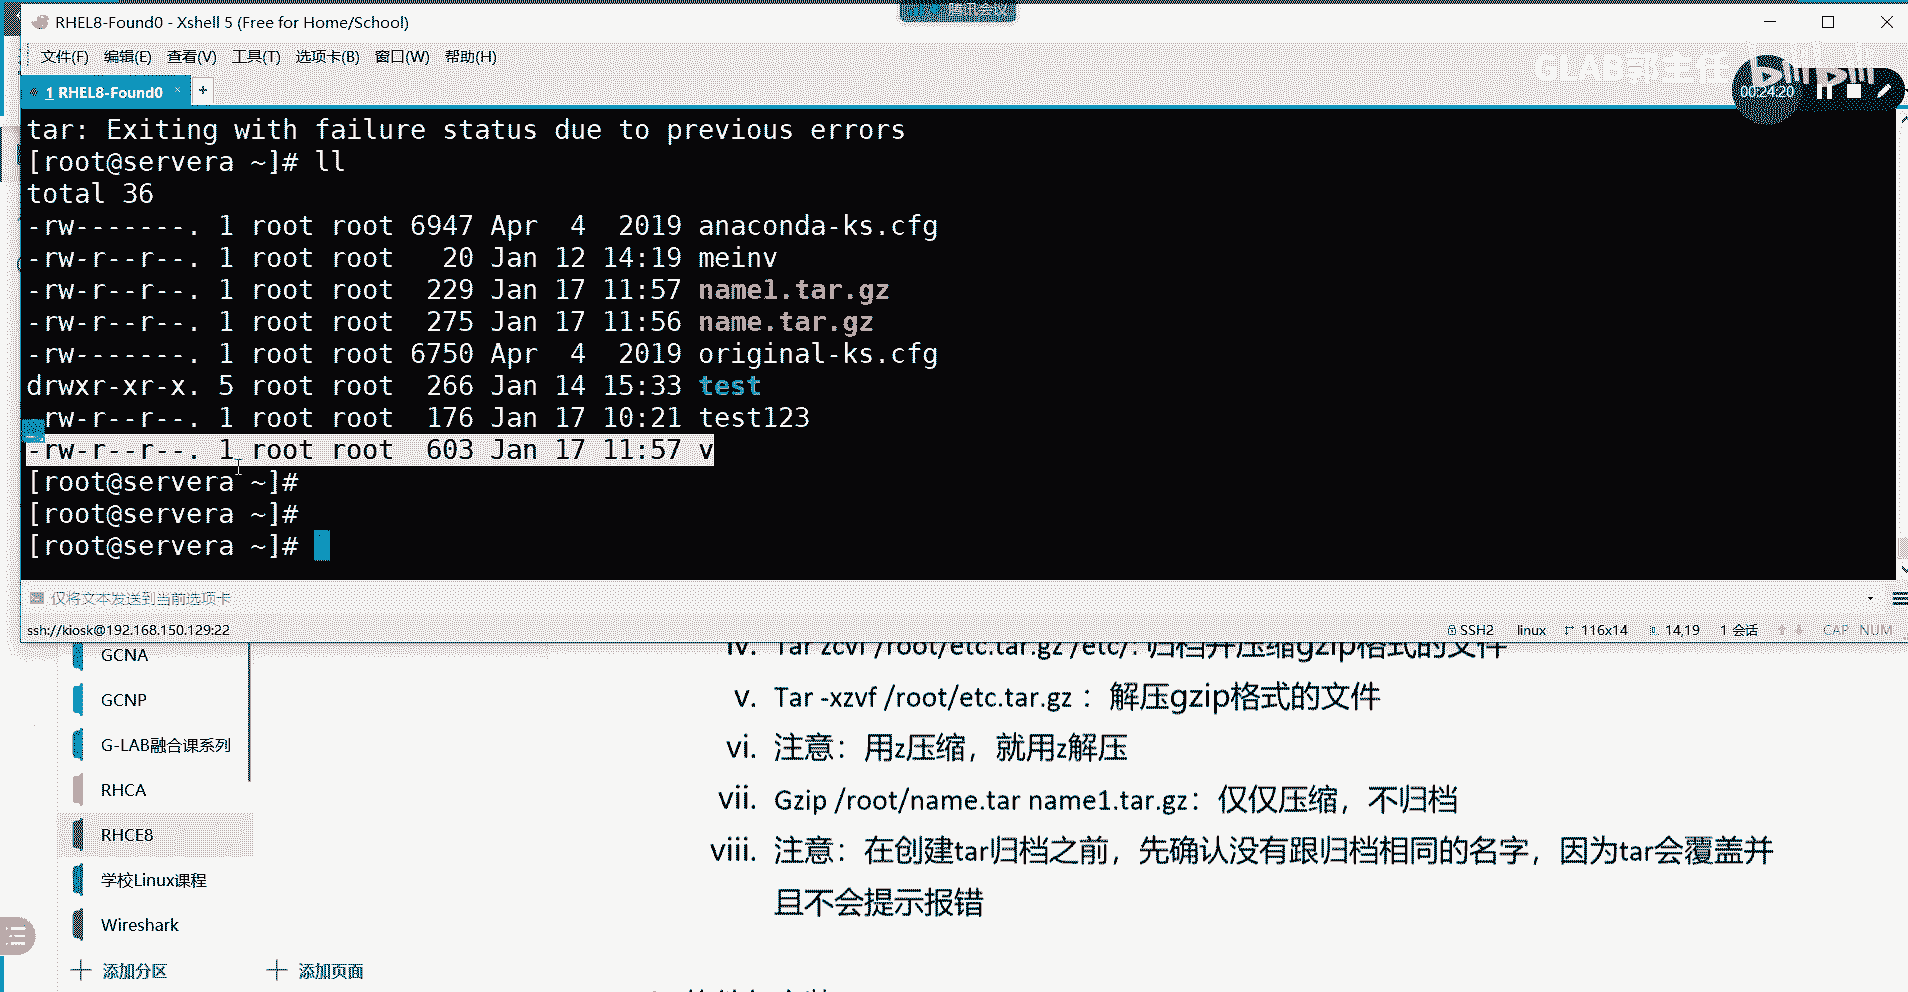 RHEL8-Found0 - Xshell 5 (Free for Home/School)
腾讯会议
文件(F) 编辑(E) 查看(V) 工具(T) 选项卡(B) 窗口(W) 帮助(H)
GLAB郭主任
bilibili
00:24:20
1 RHEL8-Found0 × +
tar: Exiting with failure status due to previous errors
[root@servera ~]# ll
total 36
-rw-------. 1 root root 6947 Apr  4  2019 anaconda-ks.cfg
-rw-r--r--. 1 root root   20 Jan 12 14:19 meinv
-rw-r--r--. 1 root root  229 Jan 17 11:57 name1.tar.gz
-rw-r--r--. 1 root root  275 Jan 17 11:56 name.tar.gz
-rw-------. 1 root root 6750 Apr  4  2019 original-ks.cfg
drwxr-xr-x. 5 root root  266 Jan 14 15:33 test
-rw-r--r--. 1 root root  176 Jan 17 10:21 test123
-rw-r--r--. 1 root root  603 Jan 17 11:57 v
[root@servera ~]#
[root@servera ~]#
[root@servera ~]#
仅将文本发送到当前选项卡
ssh://kiosk@192.168.150.129:22 SSH2 linux 116x14 14,19 1 会话 CAP NUM
GCNA
GCNP
G-LAB融合课系列
RHCA
RHCE8
学校Linux课程
Wireshark
添加分区 添加页面
iv. Tar zcvf /root/etc.tar.gz /etc/: 归档并压缩gzip格式的文件
v. Tar -xzvf /root/etc.tar.gz： 解压gzip格式的文件
vi. 注意：用z压缩，就用z解压
vii. Gzip /root/name.tar name1.tar.gz：仅仅压缩，不归档
viii. 注意：在创建tar归档之前，先确认没有跟归档相同的名字，因为tar会覆盖并
且不会提示报错